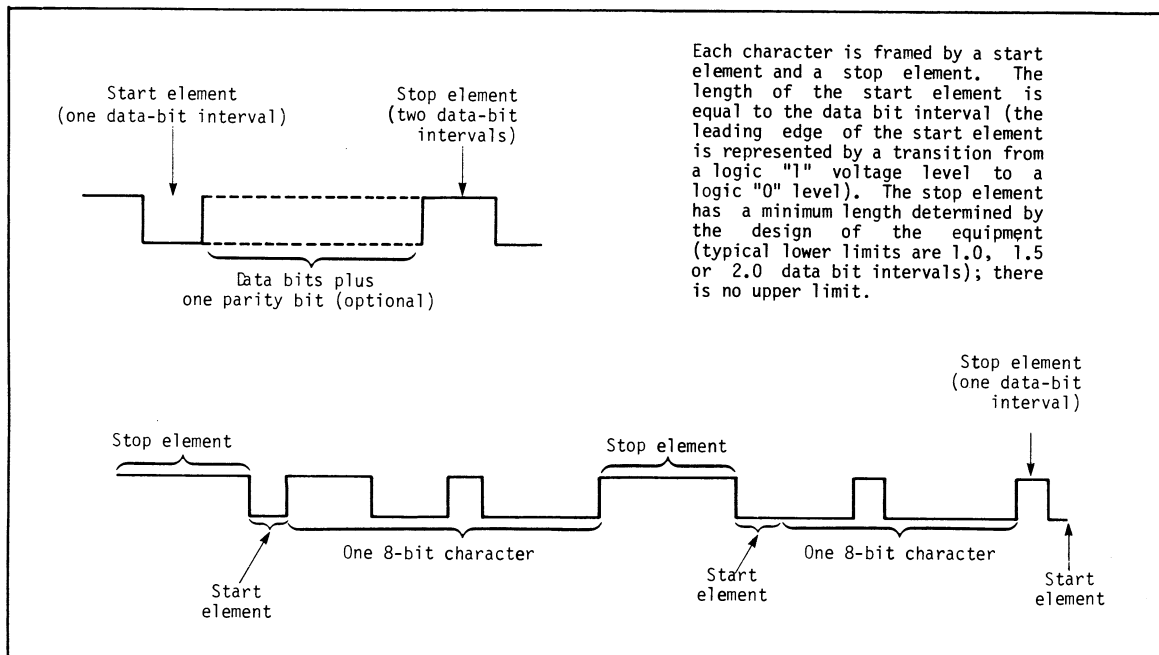 Each character is framed by a start
element and a stop element. The
length of the start element is
equal to the data bit interval (the
leading edge of the start element
is represented by a transition from
a logic "1" voltage level to a
logic "0" level). The stop element
has a minimum length determined by
the design of the equipment
(typical lower limits are 1.0, 1.5
or 2.0 data bit intervals); there
is no upper limit.
Start element
(one data-bit interval)
Stop element
(two data-bit
intervals)
Data bits plus
one parity bit (optional)
Stop element
(one data-bit
interval)
Stop element
Stop element
One 8-bit character
One 8-bit character
Start
element
Start
element
Start
element